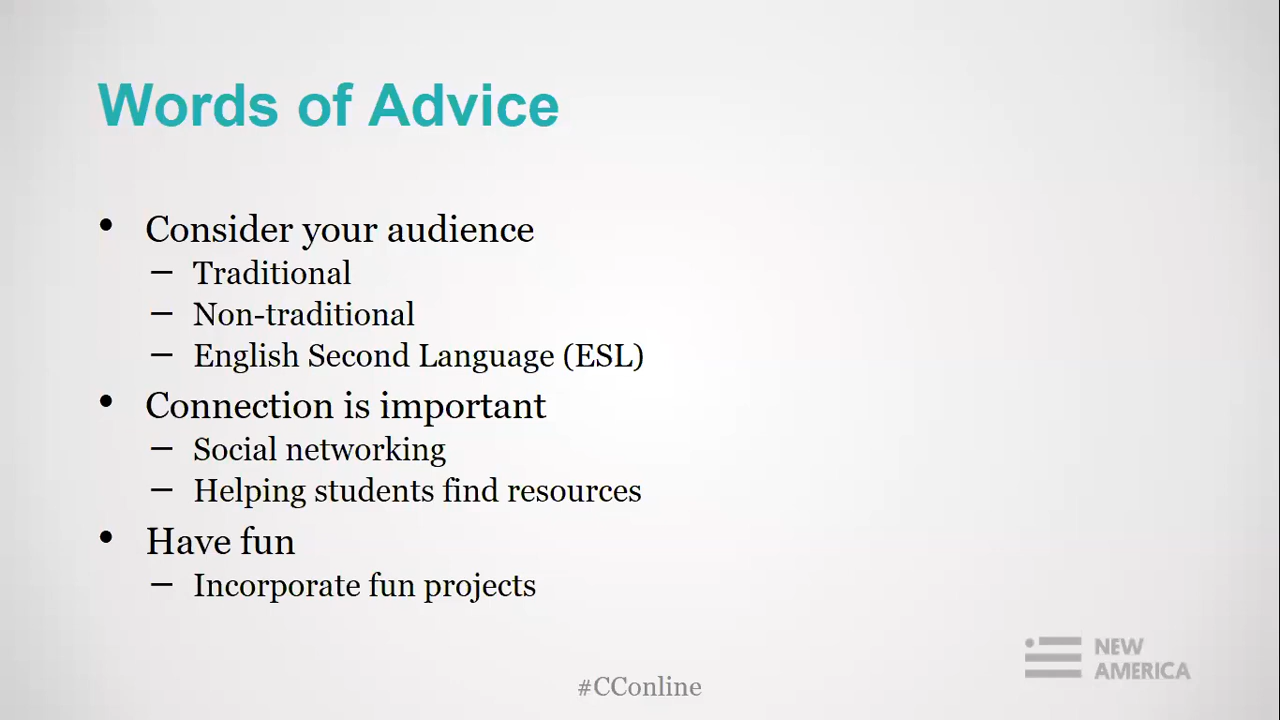 Words of Advice
• Consider your audience
– Traditional
– Non-traditional
– English Second Language (ESL)
• Connection is important
– Social networking
– Helping students find resources
• Have fun
– Incorporate fun projects
#CConline
NEW
AMERICA